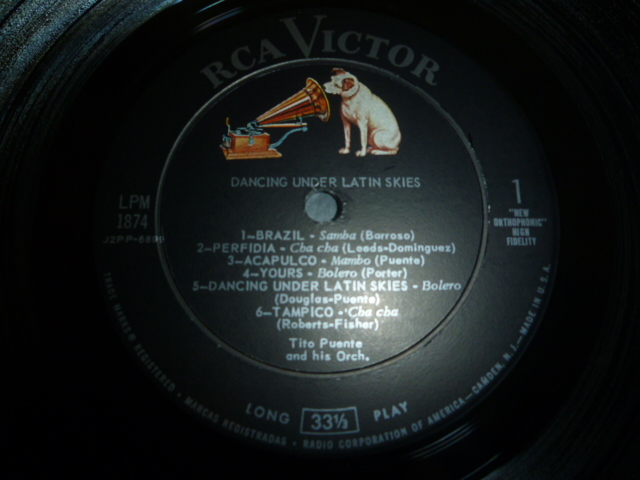 RCA VICTOR
DANCING UNDER LATIN SKIES
LPM
1874
1
"NEW
ORTHOPHONIC"
HIGH
FIDELITY
1—BRAZIL - Samba (Barroso)
2—PERFIDIA - Cha cha (Leeds-Dominguez)
3—ACAPULCO - Mambo (Puente)
4—YOURS - Bolero (Porter)
5—DANCING UNDER LATIN SKIES - Bolero
(Douglas-Puente)
6—TAMPICO - Cha cha
(Roberts-Fisher)
Tito Puente
and his Orch.
LONG 33⅓ PLAY
TRADE MARKS ® REGISTERED • MARCAS REGISTRADAS • RADIO CORPORATION OF AMERICA—CAMDEN, N. J.—MADE IN U.S.A.